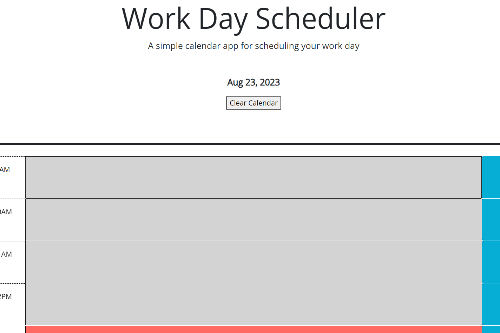 Work Day Scheduler
A simple calendar app for scheduling your work day
Aug 23, 2023
Clear Calendar
AM
AM
AM
PM